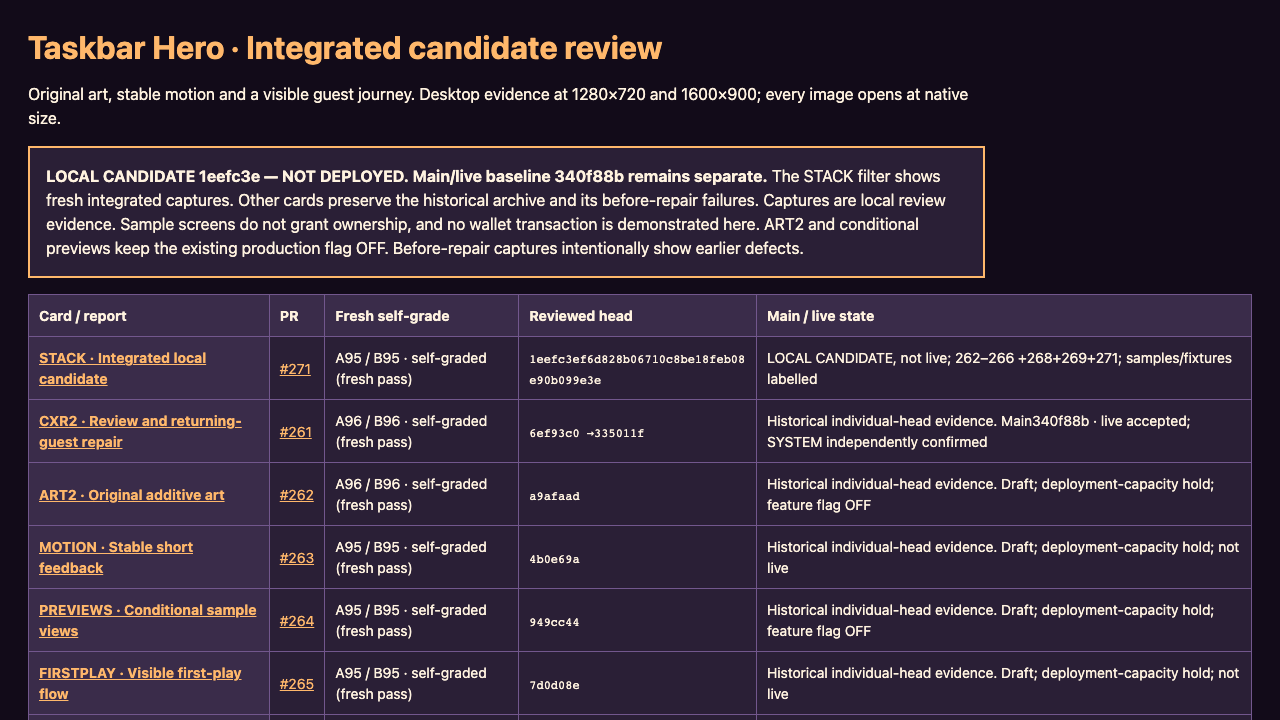 Taskbar Hero · Integrated candidate review
Original art, stable motion and a visible guest journey. Desktop evidence at 1280×720 and 1600×900; every image opens at native
size.
LOCAL CANDIDATE 1eefc3e — NOT DEPLOYED. Main/live baseline 340f88b remains separate. The STACK filter shows
fresh integrated captures. Other cards preserve the historical archive and its before-repair failures. Captures are local review
evidence. Sample screens do not grant ownership, and no wallet transaction is demonstrated here. ART2 and conditional
previews keep the existing production flag OFF. Before-repair captures intentionally show earlier defects.
Card / report PR Fresh self-grade Reviewed head Main / live state
STACK · Integrated local
candidate
#271
A95 / B95 · self-graded
(fresh pass)
1eefc3ef6d828b06710c8be18feb08
e90b099e3e
LOCAL CANDIDATE, not live; 262–266 +268+269+271; samples/fixtures
labelled
CXR2 · Review and returning-
guest repair
#261
A96 / B96 · self-graded
(fresh pass)
6ef93c0 →335011f
Historical individual-head evidence. Main340f88b · live accepted;
SYSTEM independently confirmed
ART2 · Original additive art
#262
A96 / B96 · self-graded
(fresh pass)
a9afaad
Historical individual-head evidence. Draft; deployment-capacity hold;
feature flag OFF
MOTION · Stable short
feedback
#263
A95 / B95 · self-graded
(fresh pass)
4b0e69a
Historical individual-head evidence. Draft; deployment-capacity hold; not
live
PREVIEWS · Conditional sample
views
#264
A95 / B95 · self-graded
(fresh pass)
949cc44
Historical individual-head evidence. Draft; deployment-capacity hold;
feature flag OFF
FIRSTPLAY · Visible first-play
flow
#265
A95 / B95 · self-graded
(fresh pass)
7d0d08e
Historical individual-head evidence. Draft; deployment-capacity hold; not
live